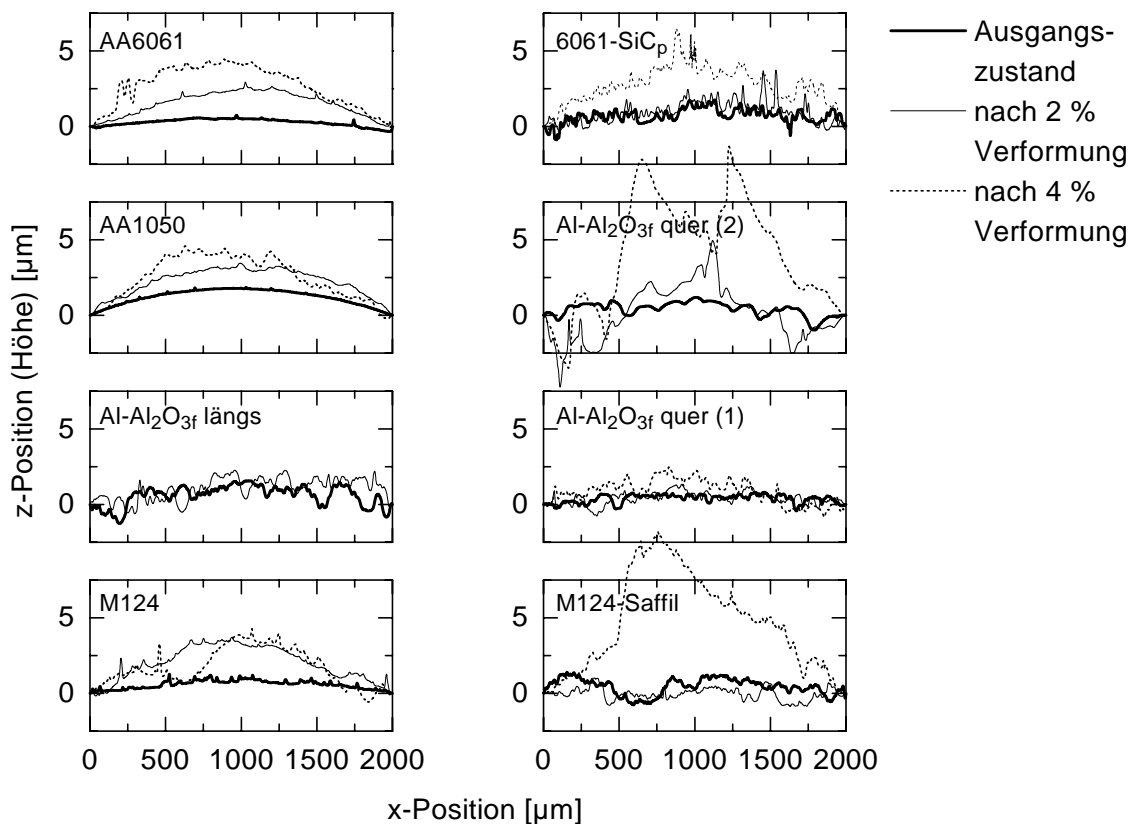 AA6061
5
0
6061-SiCp
5
0
AA1050
5
0
Al-Al2O3f quer (2)
5
0
Al-Al2O3f längs
5
0
Al-Al2O3f quer (1)
5
0
M124
5
0
M124-Saffil
5
0
0 500 1000 1500 2000
0 500 1000 1500 2000
x-Position [µm]
z-Position (Höhe) [µm]
Ausgangs-
zustand
nach 2 %
Verformung
nach 4 %
Verformung